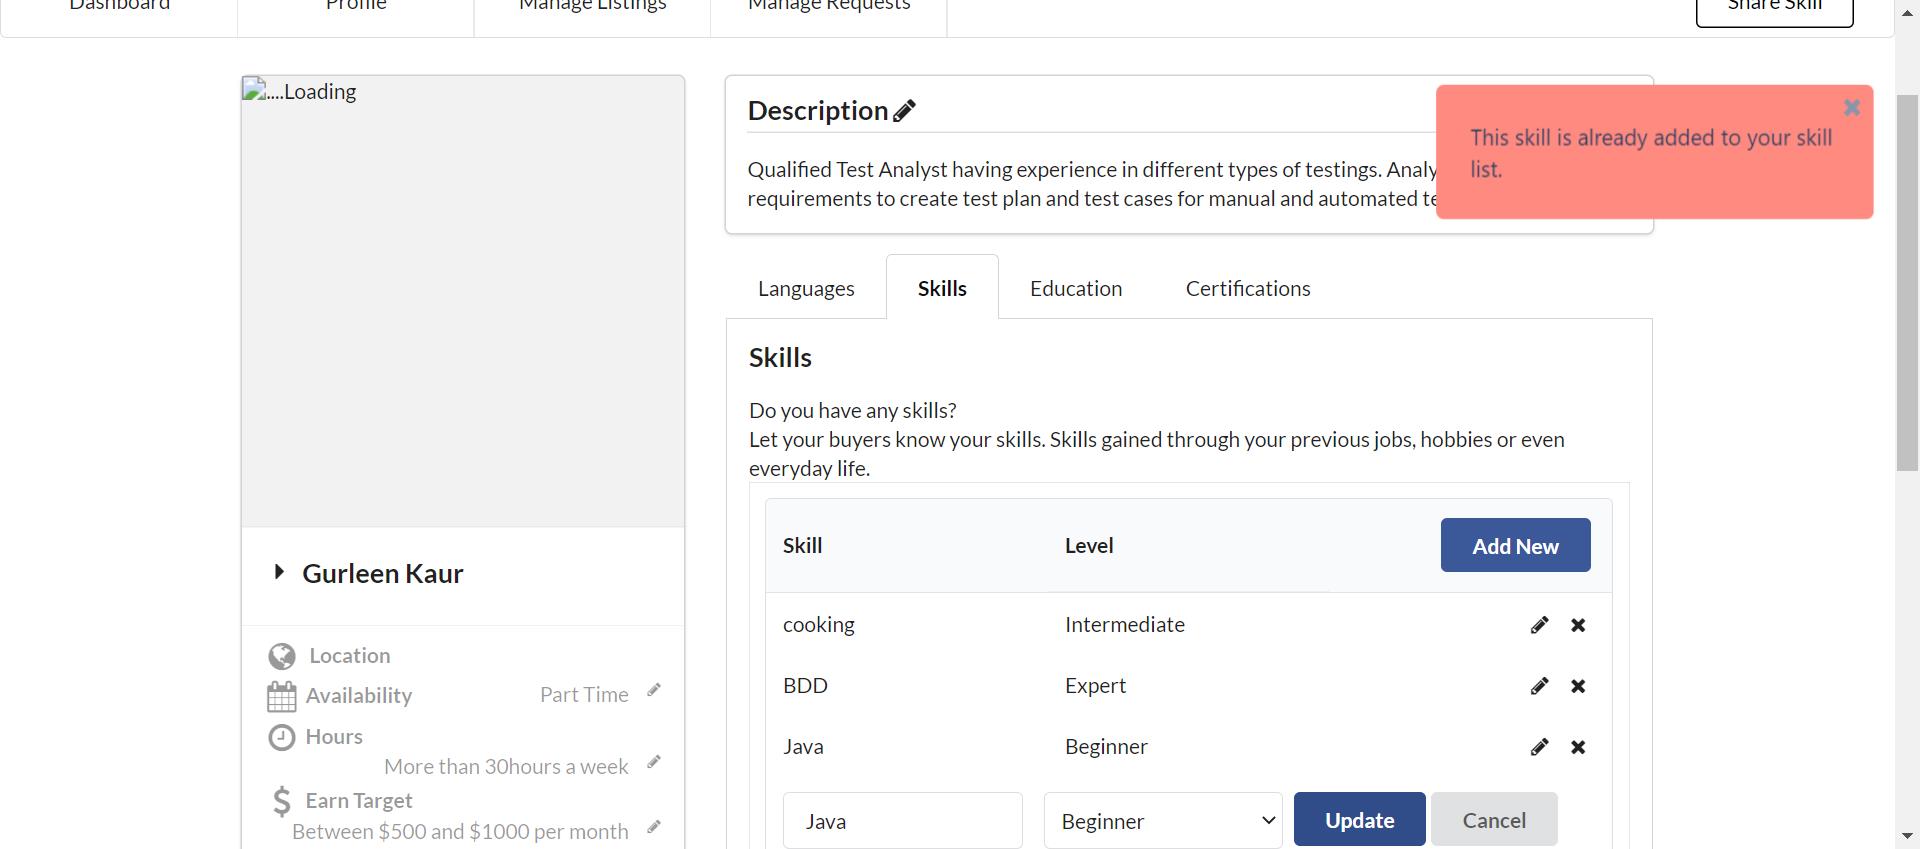 Dashboard
Profile
Manage Listings
Manage Requests
Share Skill
....Loading
Description
This skill is already added to your skill
list.
Qualified Test Analyst having experience in different types of testings. Analy
requirements to create test plan and test cases for manual and automated te
Languages
Skills
Education
Certifications
Skills
Do you have any skills?
Let your buyers know your skills. Skills gained through your previous jobs, hobbies or even
everyday life.
Skill
Level
Add New
cooking
Intermediate
BDD
Expert
Java
Beginner
Java
Beginner
Update
Cancel
Gurleen Kaur
Location
Availability
Part Time
Hours
More than 30hours a week
Earn Target
Between $500 and $1000 per month